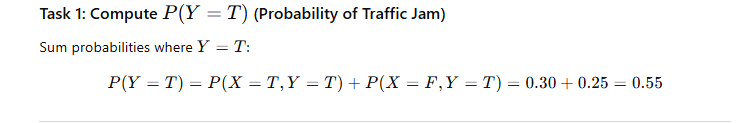 Task 1: Compute P(Y = T) (Probability of Traffic Jam)
Sum probabilities where Y = T:
P(Y = T) = P(X = T, Y = T) + P(X = F, Y = T) = 0.30 + 0.25 = 0.55